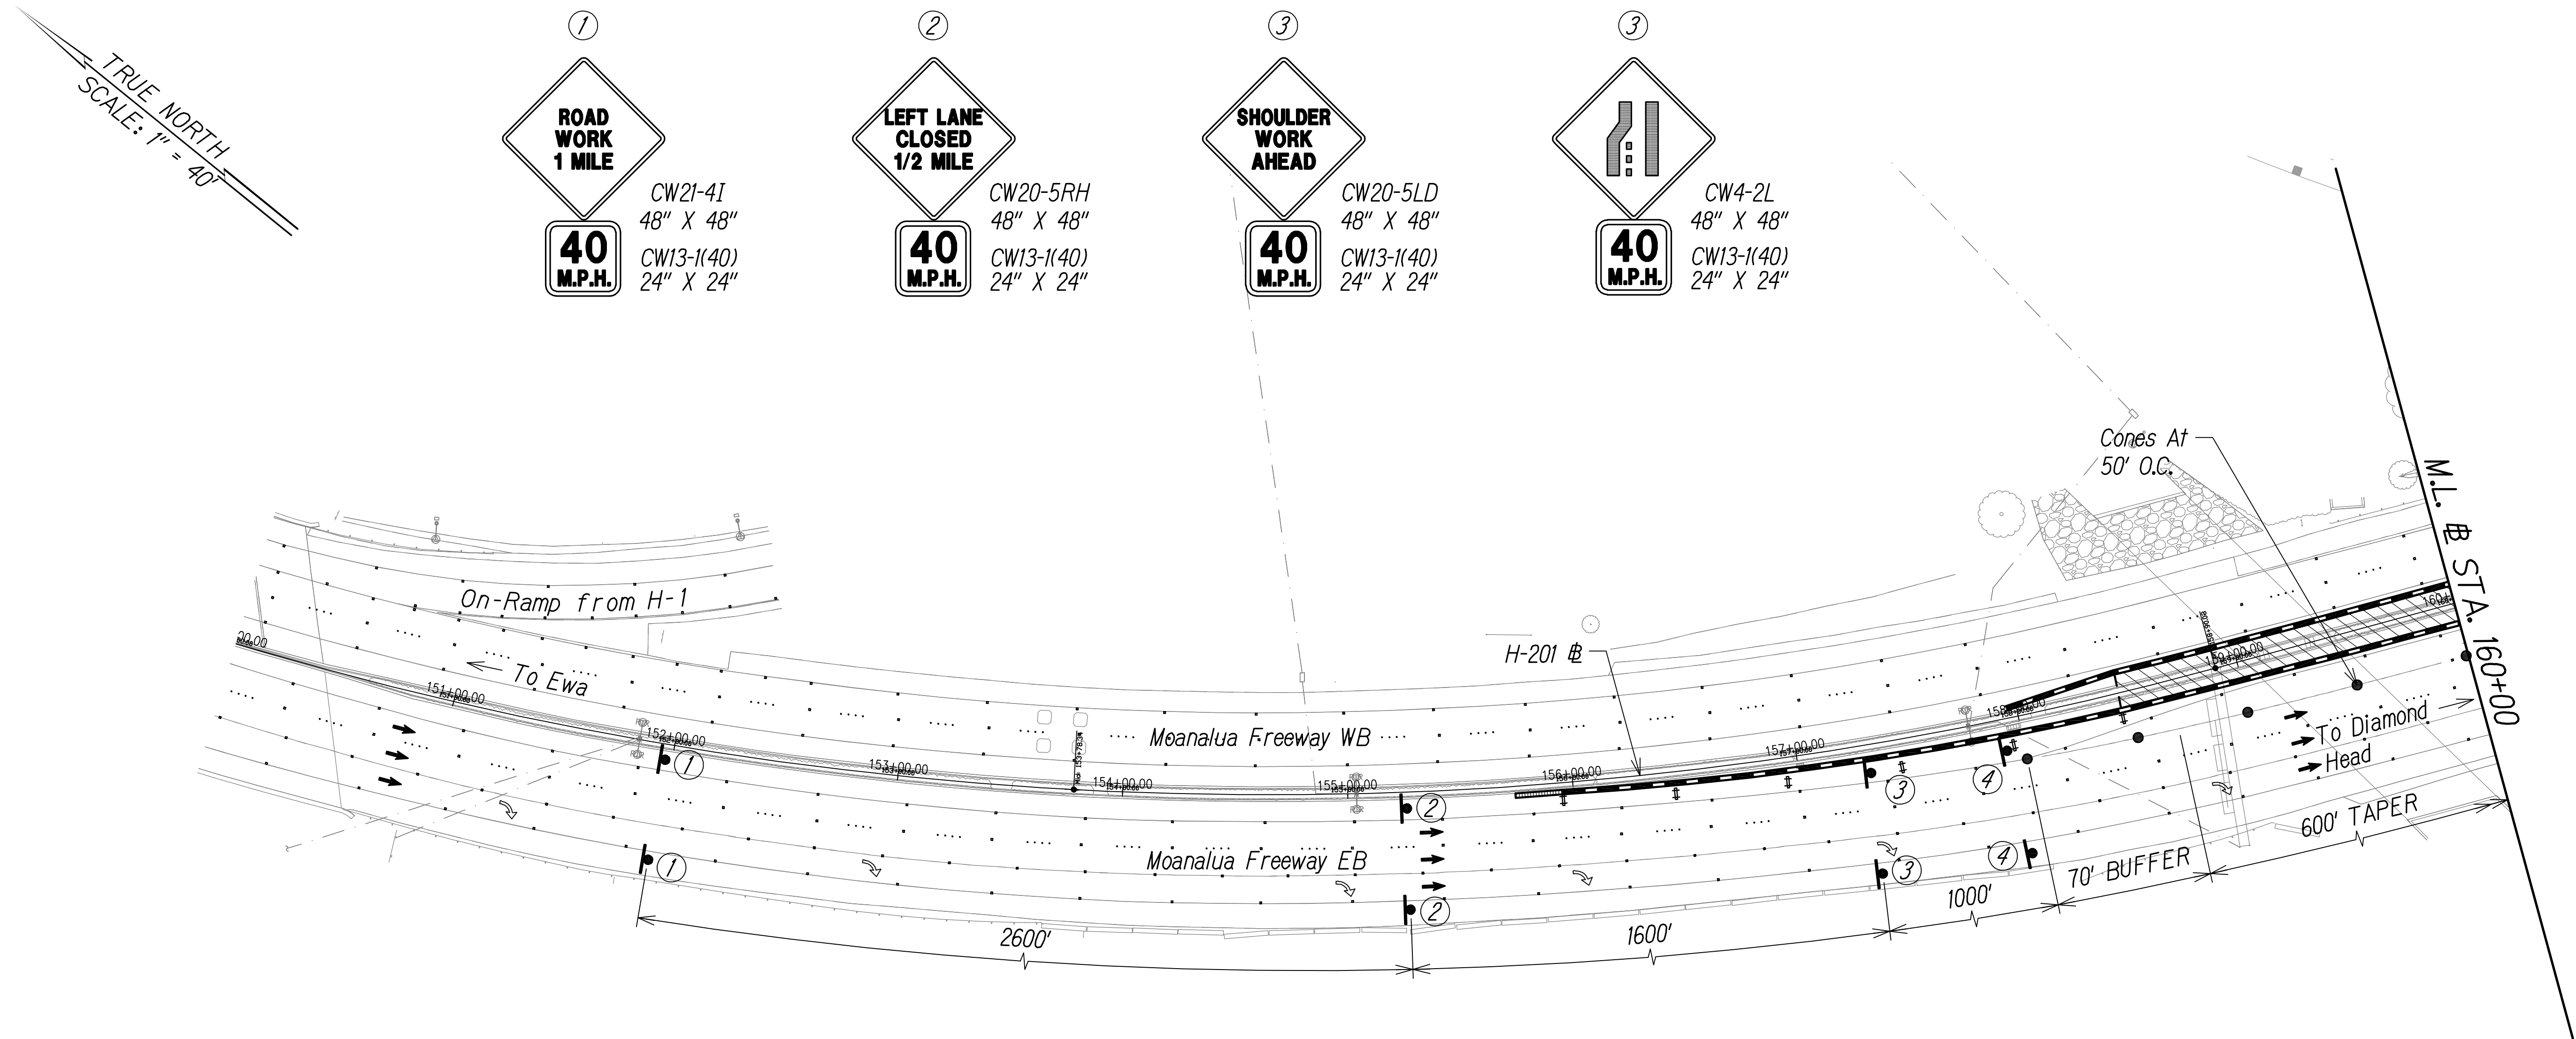 TRUE NORTH
SCALE: 1" = 40'
1
ROAD
WORK
1 MILE
40
M.P.H.
CW21-4I
48" X 48"
CW13-1(40)
24" X 24"
2
LEFT LANE
CLOSED
1/2 MILE
40
M.P.H.
CW20-5RH
48" X 48"
CW13-1(40)
24" X 24"
3
SHOULDER
WORK
AHEAD
40
M.P.H.
CW20-5LD
48" X 48"
CW13-1(40)
24" X 24"
3
40
M.P.H.
CW4-2L
48" X 48"
CW13-1(40)
24" X 24"
Cones At
50' O.C.
M.L. B STA. 160+00
On-Ramp from H-1
To Ewa
H-201 B
Moanalua Freeway WB
Moanalua Freeway EB
To Diamond
Head
151+00.00
152+00.00
153+00.00
154+00.00
155+00.00
156+00.00
157+00.00
1
1
2
2
3
3
4
4
2600'
1600'
1000'
70' BUFFER
600' TAPER